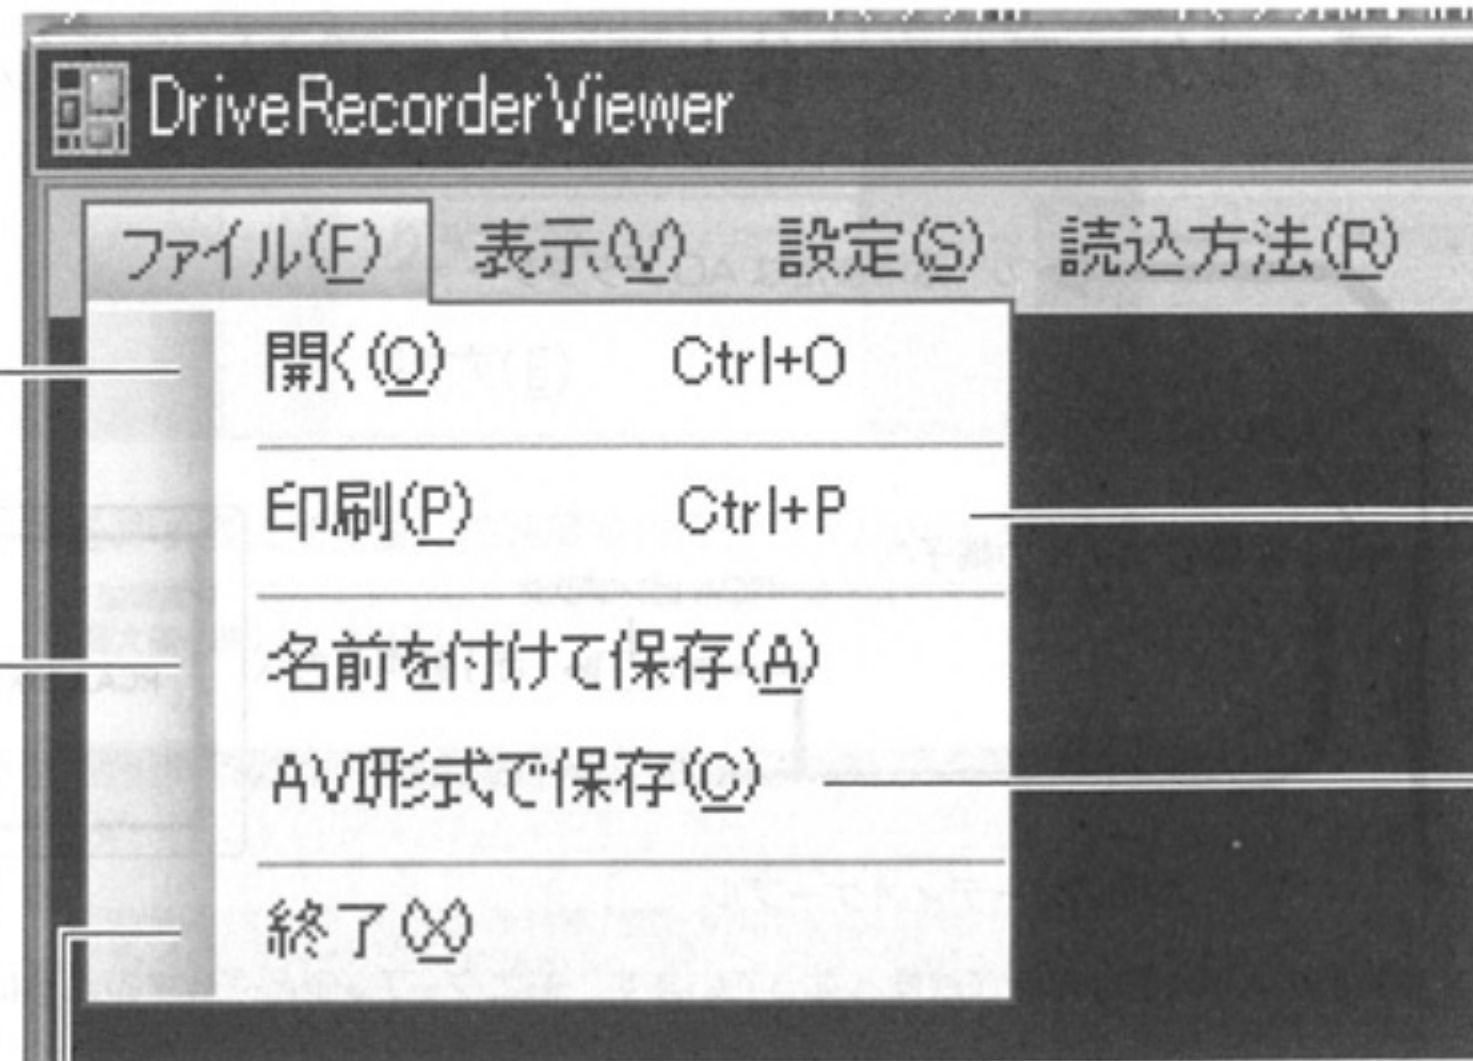 DriveRecorderViewer
ファイル(F) 表示(V) 設定(S) 読込方法(R)
開く(O) Ctrl+O
印刷(P) Ctrl+P
名前を付けて保存(A)
AVI形式で保存(C)
終了(X)